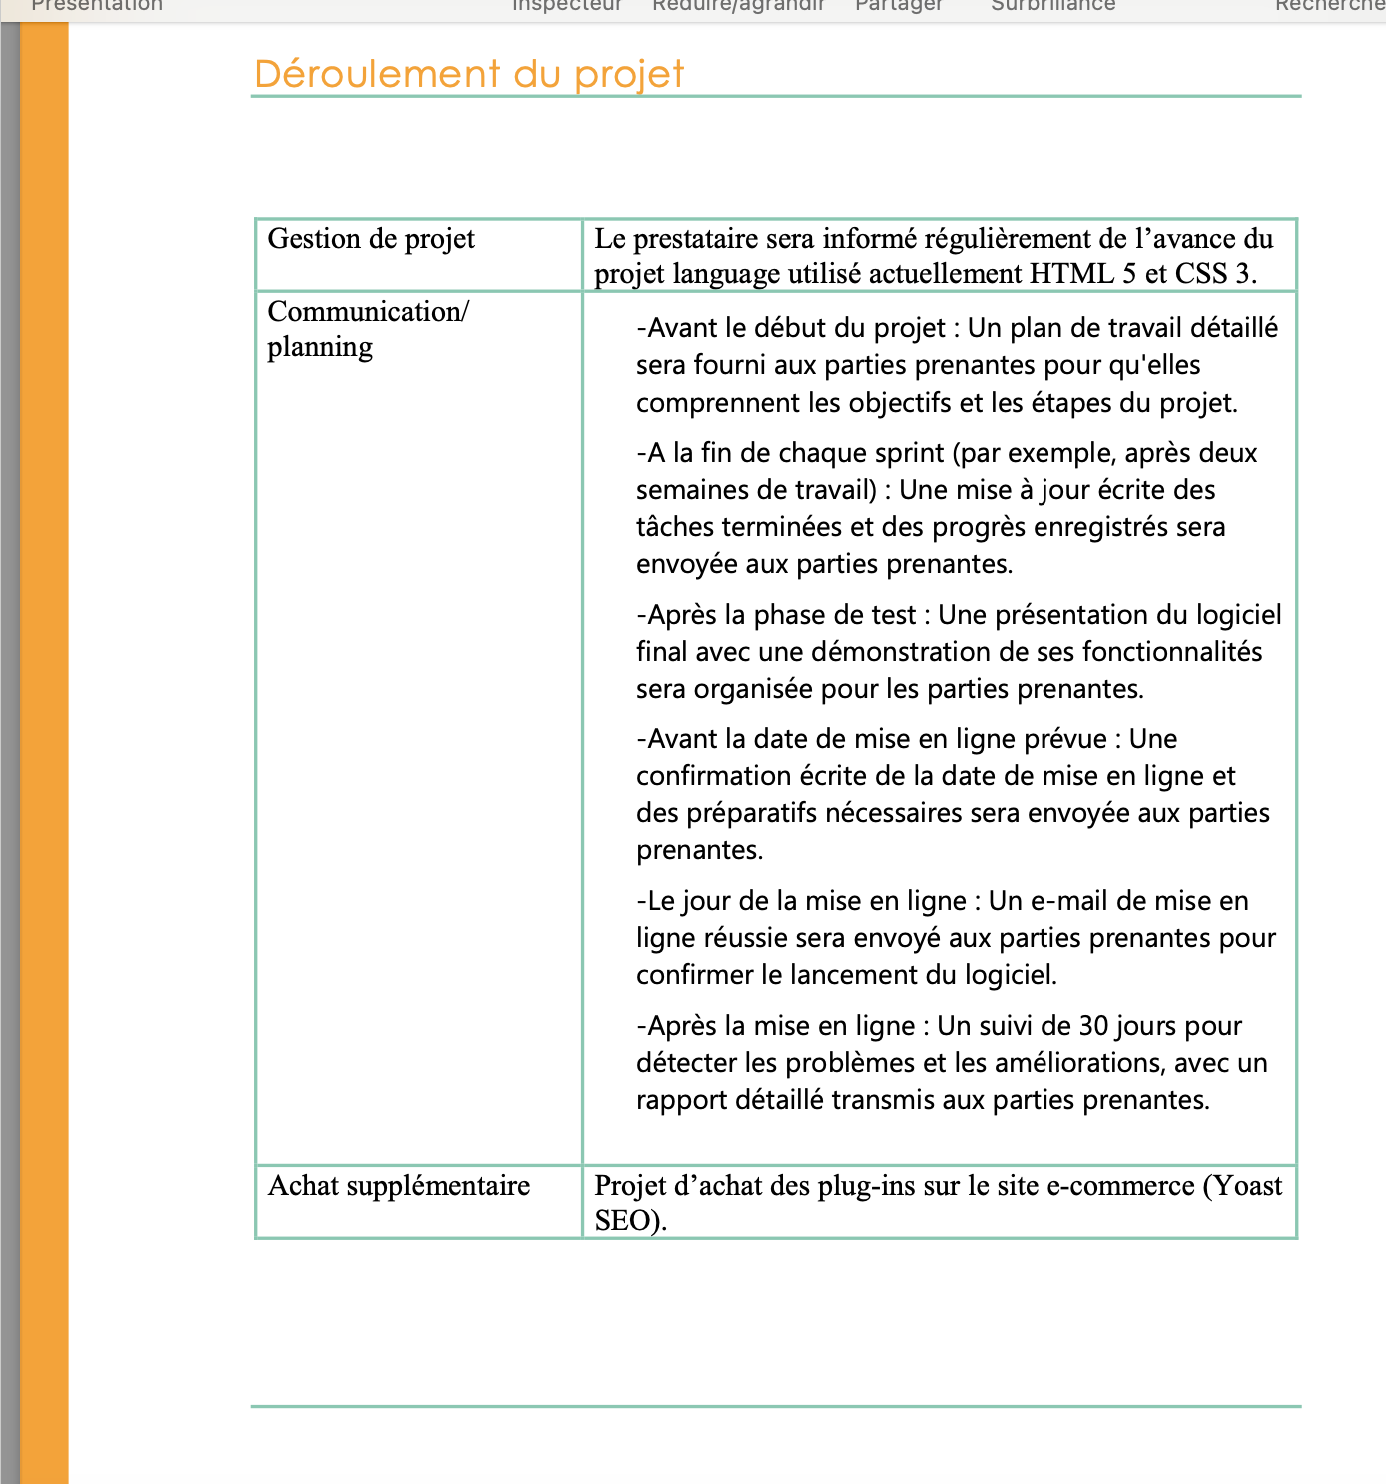 Présentation
Inspecteur
Réduire/agrandir
Partager
Surbrillance
Recherche
Déroulement du projet
Gestion de projet
Le prestataire sera informé régulièrement de l’avance du
projet language utilisé actuellement HTML 5 et CSS 3.
Communication/
planning
-Avant le début du projet : Un plan de travail détaillé
sera fourni aux parties prenantes pour qu'elles
comprennent les objectifs et les étapes du projet.
-A la fin de chaque sprint (par exemple, après deux
semaines de travail) : Une mise à jour écrite des
tâches terminées et des progrès enregistrés sera
envoyée aux parties prenantes.
-Après la phase de test : Une présentation du logiciel
final avec une démonstration de ses fonctionnalités
sera organisée pour les parties prenantes.
-Avant la date de mise en ligne prévue : Une
confirmation écrite de la date de mise en ligne et
des préparatifs nécessaires sera envoyée aux parties
prenantes.
-Le jour de la mise en ligne : Un e-mail de mise en
ligne réussie sera envoyé aux parties prenantes pour
confirmer le lancement du logiciel.
-Après la mise en ligne : Un suivi de 30 jours pour
détecter les problèmes et les améliorations, avec un
rapport détaillé transmis aux parties prenantes.
Achat supplémentaire
Projet d’achat des plug-ins sur le site e-commerce (Yoast
SEO).